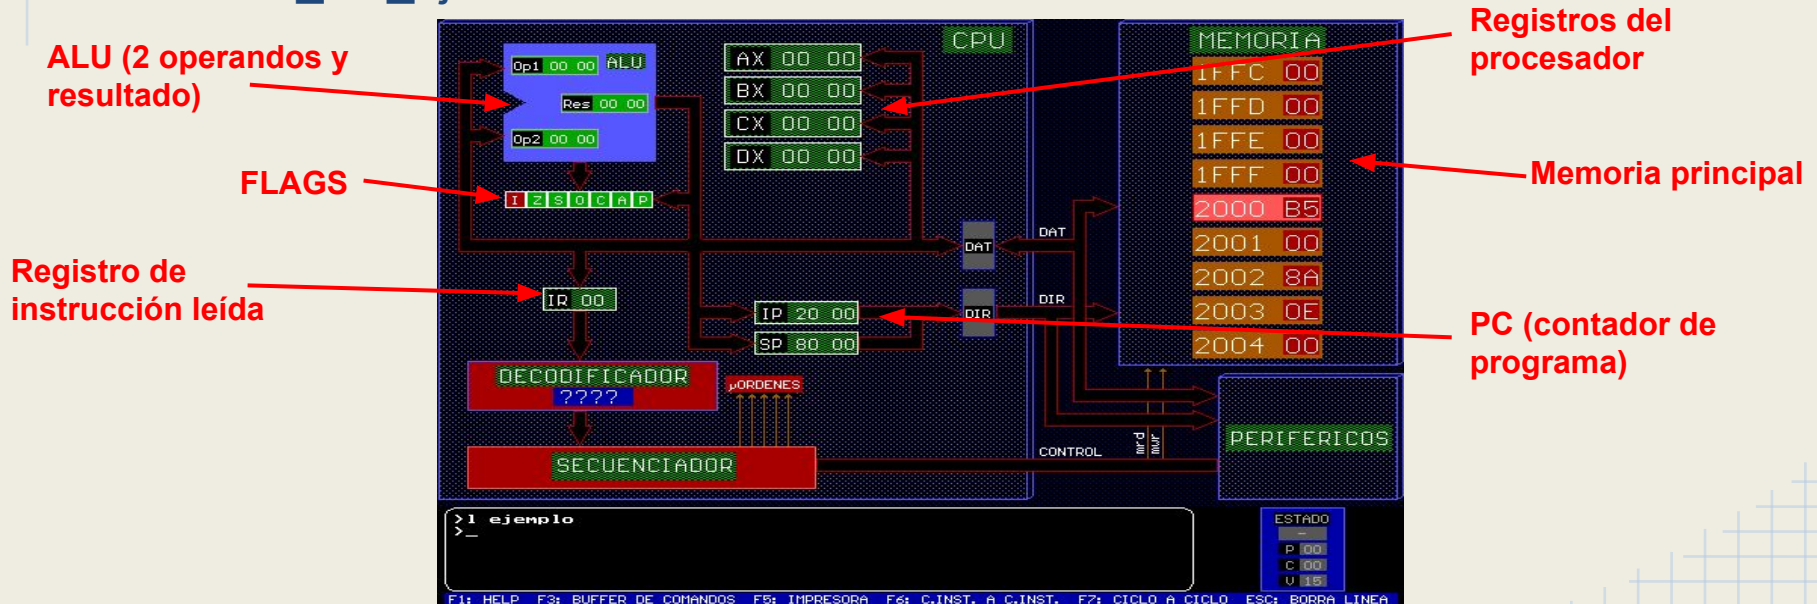 ALU (2 operandos y
resultado)
FLAGS
Registro de
instrucción leída
Registros del
procesador
Memoria principal
PC (contador de
programa)
CPU
Op1 00 00 ALU
Res 00 00
Op2 00 00
I Z S O C A P
AX 00 00
BX 00 00
CX 00 00
DX 00 00
IR 00
IP 20 00
SP 80 00
DAT
DIR
DAT
DIR
DECODIFICADOR
????
µORDENES
SECUENCIADOR
CONTROL
mrd
mwr
MEMORIA
1FFC 00
1FFD 00
1FFE 00
1FFF 00
2000 B5
2001 00
2002 8A
2003 0E
2004 00
PERIFERICOS
>l ejemplo
>_
ESTADO
-
P 00
C 00
V 15
F1: HELP F3: BUFFER DE COMANDOS F5: IMPRESORA F6: C.INST. A C.INST. F7: CICLO A CICLO ESC: BORRA LINEA